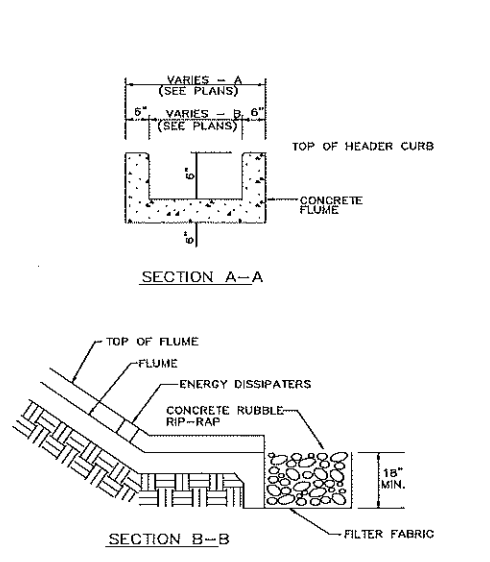 VARIES - A
(SEE PLANS)
6" VARIES - B 6"
(SEE PLANS)
TOP OF HEADER CURB
6"
CONCRETE
FLUME
6"
SECTION A-A
TOP OF FLUME
FLUME
ENERGY DISSIPATERS
CONCRETE RUBBLE
RIP-RAP
18"
MIN.
FILTER FABRIC
SECTION B-B